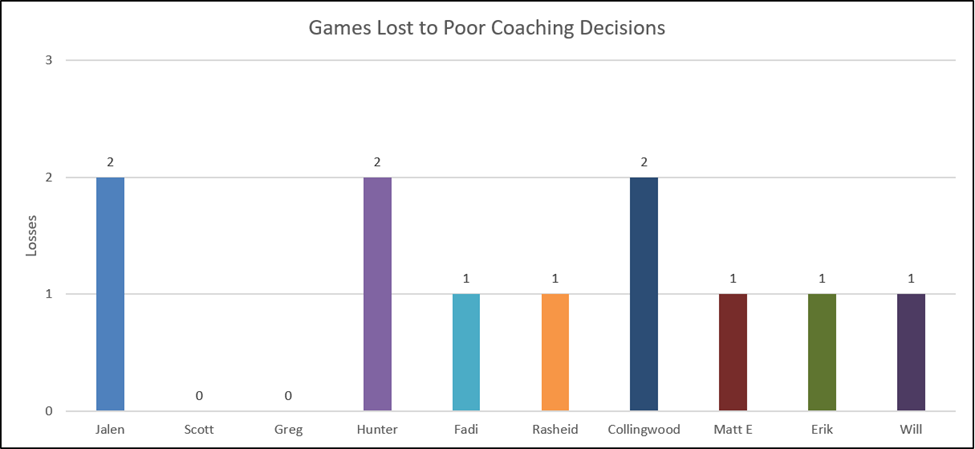 Games Lost to Poor Coaching Decisions
3
2
1
0
Losses
2
0
0
2
1
1
2
1
1
1
Jalen
Scott
Greg
Hunter
Fadi
Rasheid
Collingwood
Matt E
Erik
Will